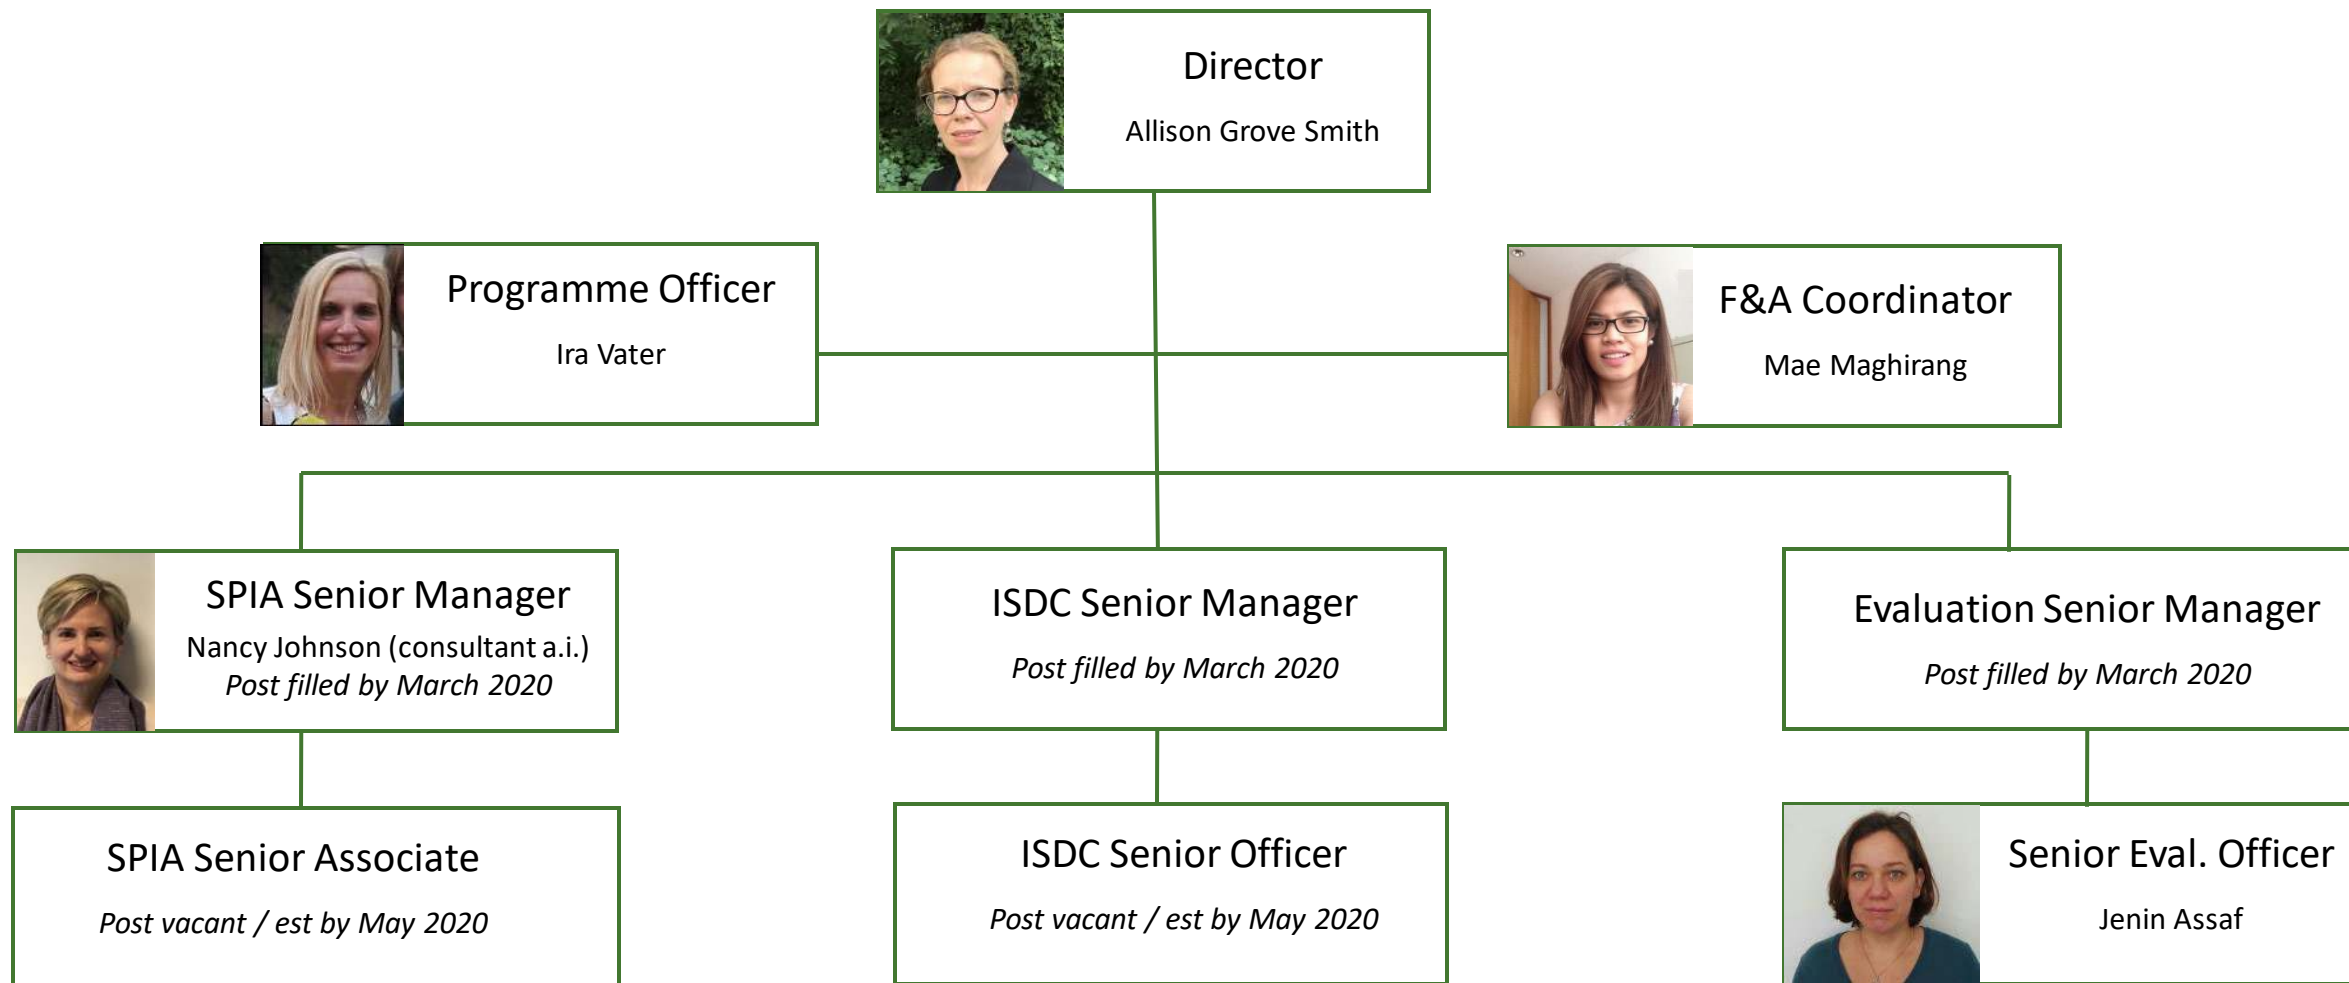 Director
Allison Grove Smith
Programme Officer
Ira Vater
F&A Coordinator
Mae Maghirang
SPIA Senior Manager
Nancy Johnson (consultant a.i.)
Post filled by March 2020
ISDC Senior Manager
Post filled by March 2020
Evaluation Senior Manager
Post filled by March 2020
SPIA Senior Associate
Post vacant / est by May 2020
ISDC Senior Officer
Post vacant / est by May 2020
Senior Eval. Officer
Jenin Assaf